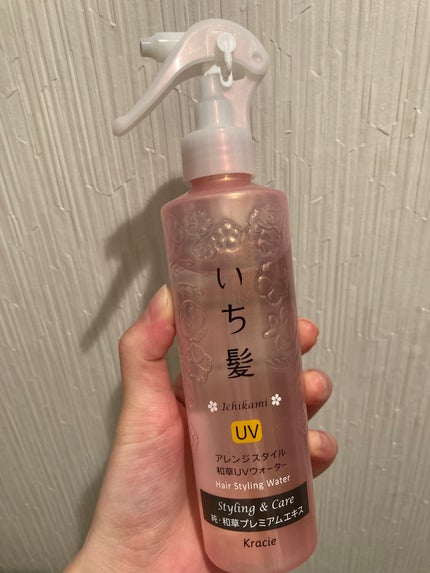 いち髪
Ichikami
UV
アレンジスタイル
和草UVウォーター
Hair Styling Water
Styling & Care
純・和草プレミアムエキス
Kracie